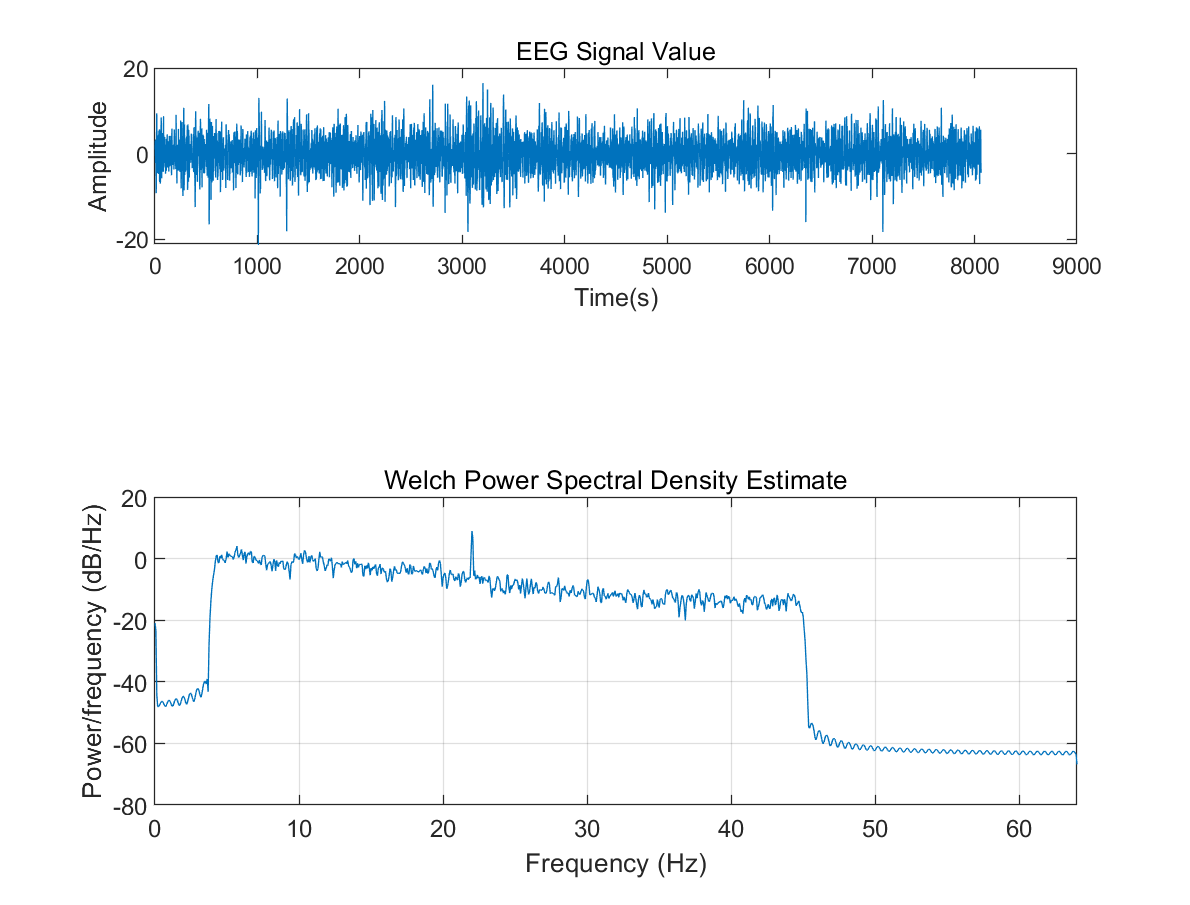 EEG Signal Value
20
0
-20
Amplitude
0 1000 2000 3000 4000 5000 6000 7000 8000 9000
Time(s)
Welch Power Spectral Density Estimate
20
0
-20
-40
-60
-80
Power/frequency (dB/Hz)
0 10 20 30 40 50 60
Frequency (Hz)